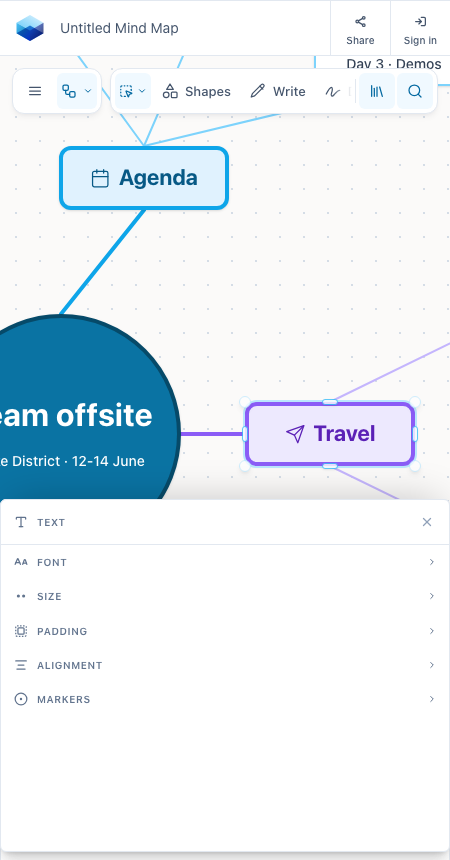 Untitled Mind Map
Share
Sign in
Day 3 · Demos
Shapes
Write
Agenda
eam offsite
e District · 12-14 June
Travel
TEXT
FONT
SIZE
PADDING
ALIGNMENT
MARKERS